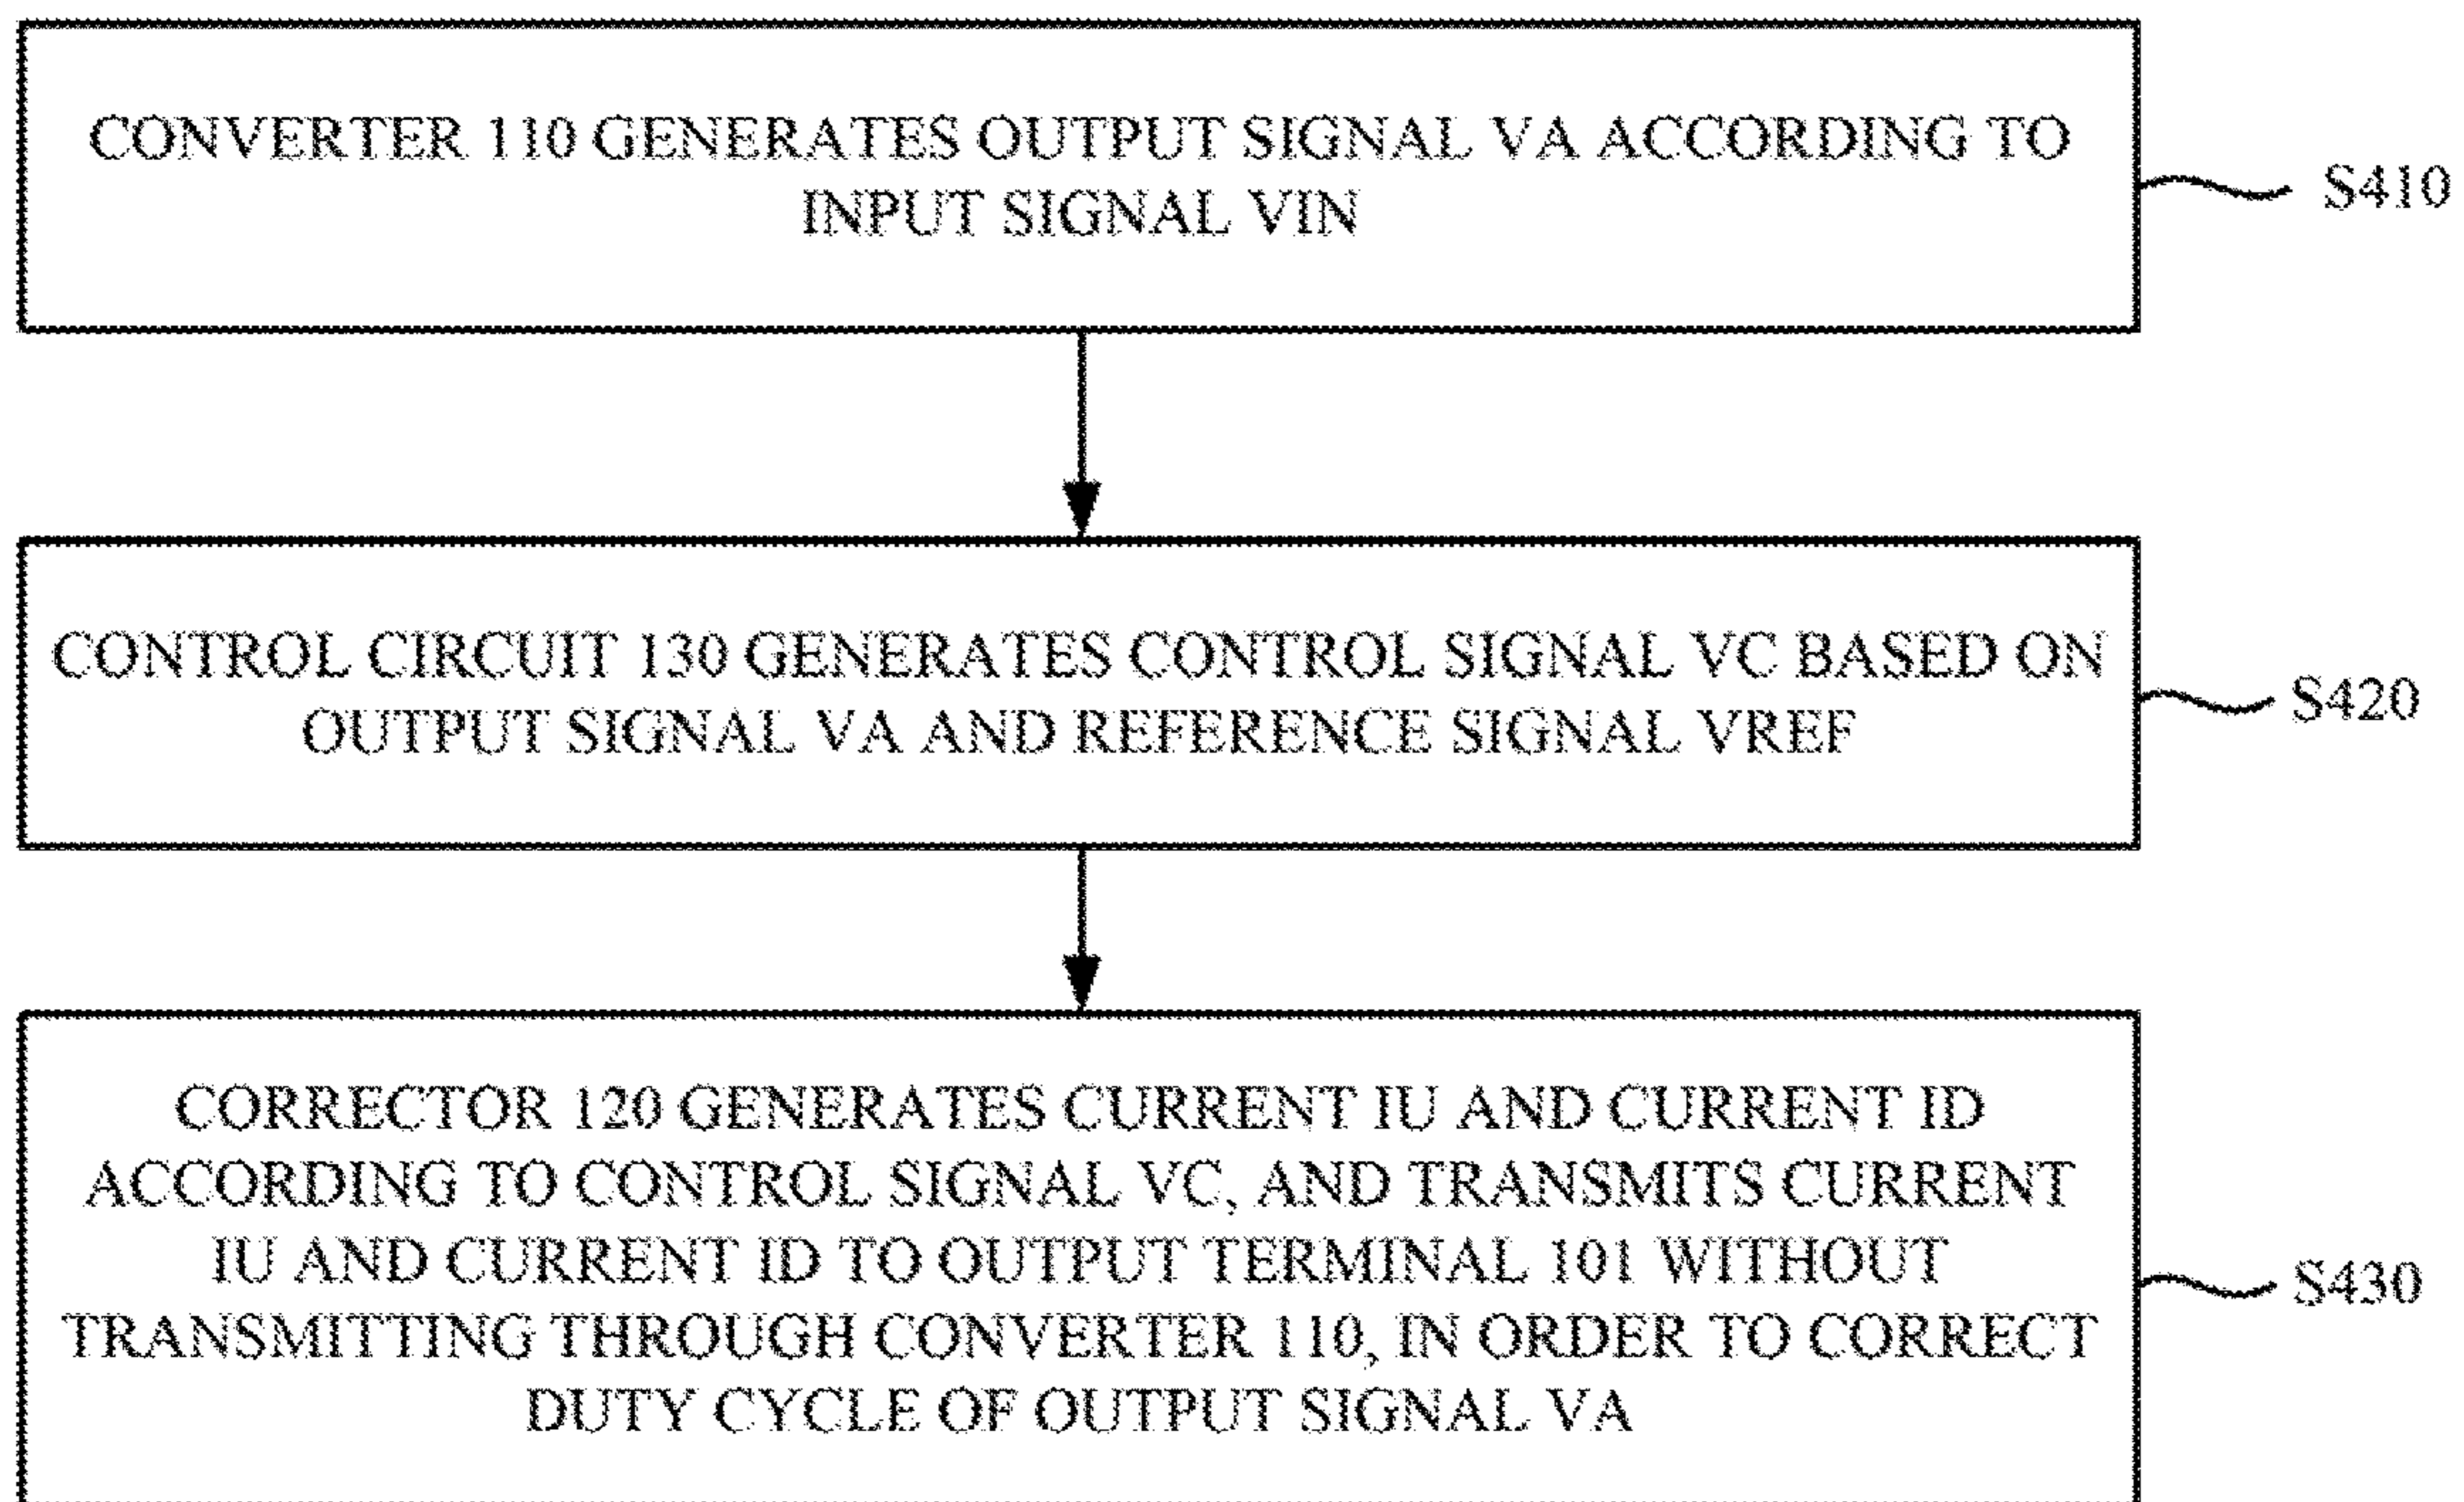 CONVERTER 110 GENERATES OUTPUT SIGNAL VA ACCORDING TO
INPUT SIGNAL VIN
S410
CONTROL CIRCUIT 130 GENERATES CONTROL SIGNAL VC BASED ON
OUTPUT SIGNAL VA AND REFERENCE SIGNAL VREF
S420
CORRECTOR 120 GENERATES CURRENT IU AND CURRENT ID
ACCORDING TO CONTROL SIGNAL VC, AND TRANSMITS CURRENT
IU AND CURRENT ID TO OUTPUT TERMINAL 101 WITHOUT
TRANSMITTING THROUGH CONVERTER 110, IN ORDER TO CORRECT
DUTY CYCLE OF OUTPUT SIGNAL VA
S430